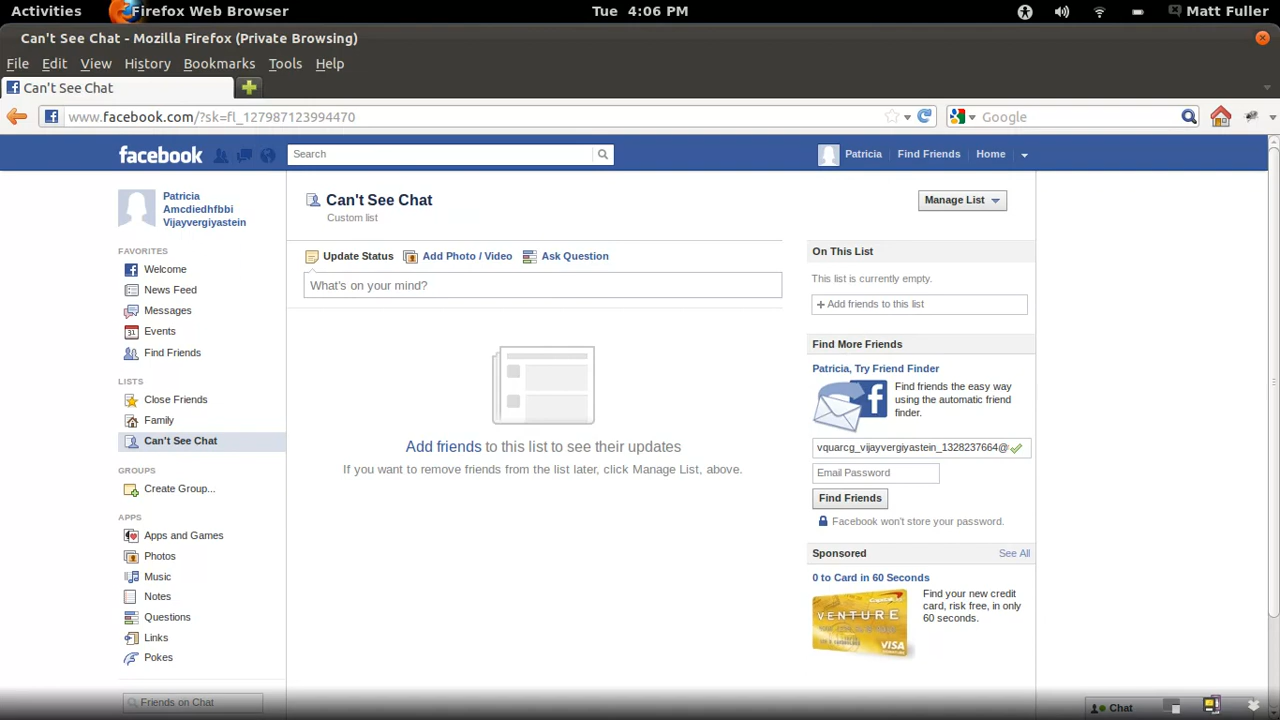 Activities Firefox Web Browser Tue 4:06 PM Matt Fuller
Can't See Chat - Mozilla Firefox (Private Browsing)
File Edit View History Bookmarks Tools Help
Can't See Chat
www.facebook.com/?sk=fl_127987123994470 Google
facebook Search Patricia Find Friends Home
Patricia
Amcdiedhfbbi
Vijayvergiyastein
FAVORITES
Welcome
News Feed
Messages
31 Events
Find Friends
LISTS
Close Friends
Family
Can't See Chat
GROUPS
Create Group...
APPS
Apps and Games
Photos
Music
Notes
Questions
Links
Pokes
Friends on Chat
Can't See Chat
Custom list
Manage List
Update Status Add Photo / Video Ask Question
What's on your mind?
Add friends to this list to see their updates
If you want to remove friends from the list later, click Manage List, above.
On This List
This list is currently empty.
+ Add friends to this list
Find More Friends
Patricia, Try Friend Finder
Find friends the easy way
using the automatic friend
finder.
vquarcg_vijayvergiyastein_1328237664@
Email Password
Find Friends
Facebook won't store your password.
Sponsored See All
0 to Card in 60 Seconds
VENTURE
VISA
Find your new credit
card, risk free, in only
60 seconds.
Chat